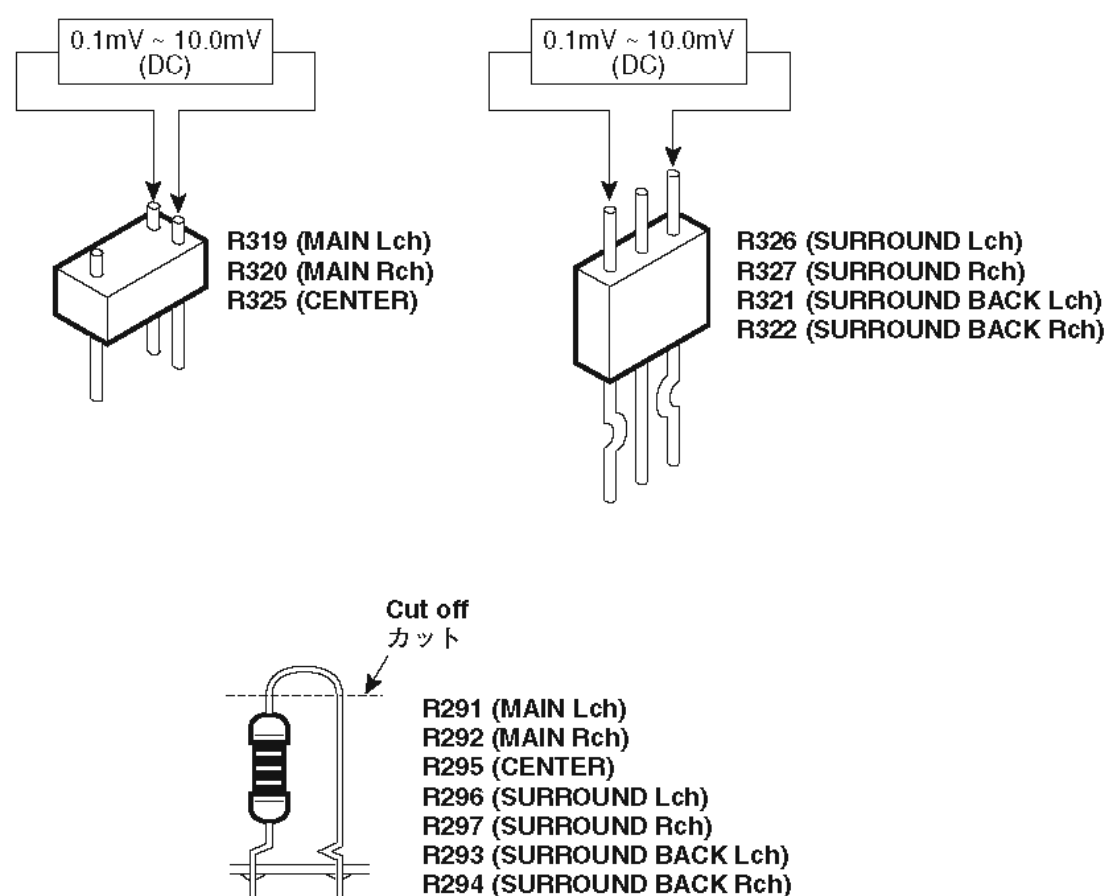 0.1mV ~ 10.0mV
(DC)
0.1mV ~ 10.0mV
(DC)
R319 (MAIN Lch)
R320 (MAIN Rch)
R325 (CENTER)
R326 (SURROUND Lch)
R327 (SURROUND Rch)
R321 (SURROUND BACK Lch)
R322 (SURROUND BACK Rch)
Cut off
カット
R291 (MAIN Lch)
R292 (MAIN Rch)
R295 (CENTER)
R296 (SURROUND Lch)
R297 (SURROUND Rch)
R293 (SURROUND BACK Lch)
R294 (SURROUND BACK Rch)